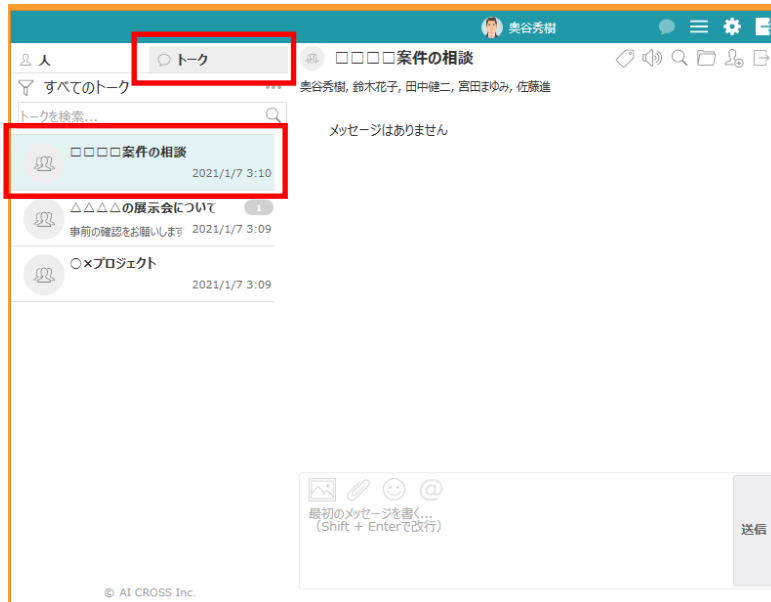 奥谷秀樹
人
トーク
□□□□案件の相談
すべてのトーク
奥谷秀樹, 鈴木花子, 田中健二, 宮田まゆみ, 佐藤進
トークを検索...
メッセージはありません
□□□□案件の相談
2021/1/7 3:10
△△△△の展示会について
1
事前の確認をお願いします
2021/1/7 3:09
○×プロジェクト
2021/1/7 3:09
最初のメッセージを書く...
(Shift + Enterで改行)
送信
© AI CROSS Inc.